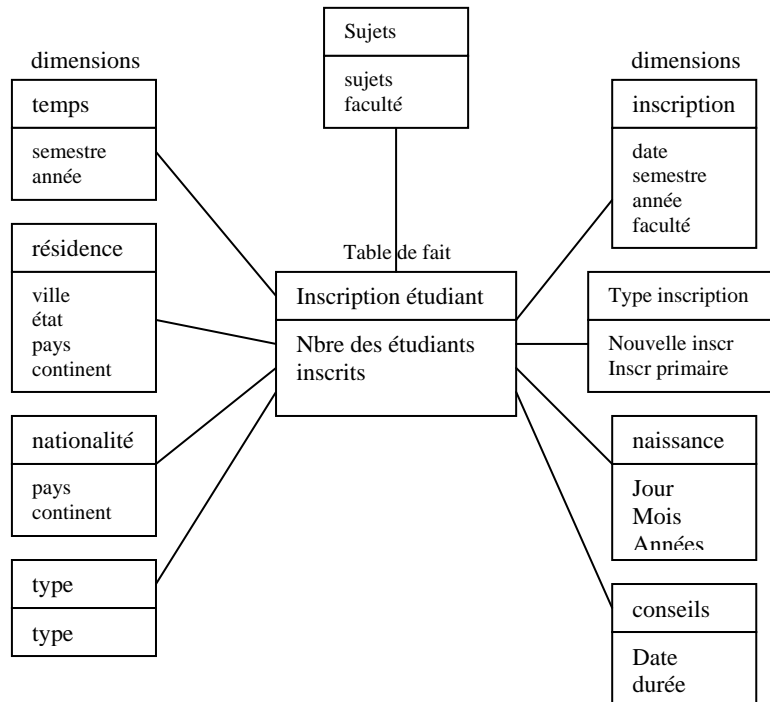 Sujets
sujets
faculté
dimensions
temps
semestre
année
résidence
ville
état
pays
continent
nationalité
pays
continent
type
type
Table de fait
Inscription étudiant
Nbre des étudiants
inscrits
dimensions
inscription
date
semestre
année
faculté
Type inscription
Nouvelle inscr
Inscr primaire
naissance
Jour
Mois
Années
conseils
Date
durée